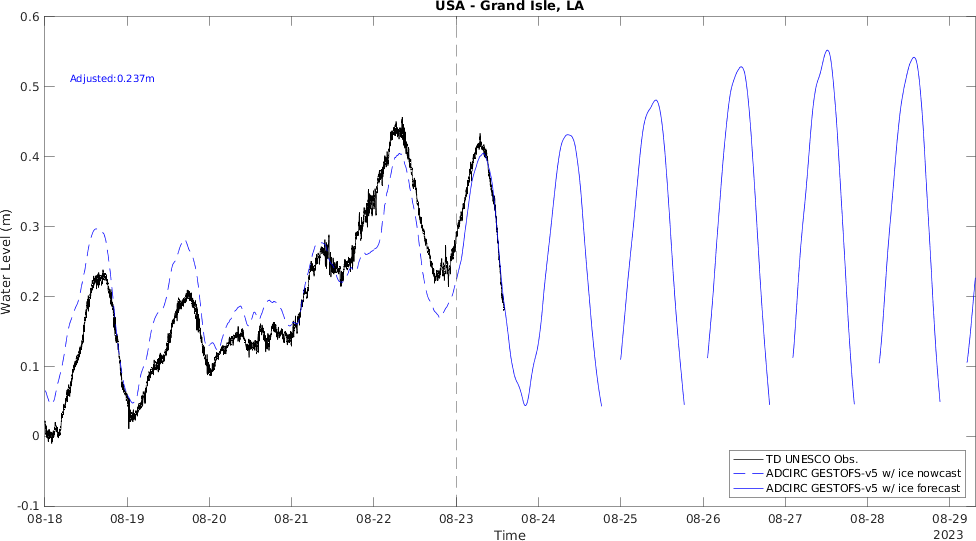 USA - Grand Isle, LA
0.6
Adjusted:0.237m
0.5
0.4
0.3
0.2
0.1
0
-0.1
Water Level (m)
TD UNESCO Obs.
ADCIRC GESTOFS-v5 w/ ice nowcast
ADCIRC GESTOFS-v5 w/ ice forecast
08-18 08-19 08-20 08-21 08-22 08-23 08-24 08-25 08-26 08-27 08-28 08-29
Time
2023